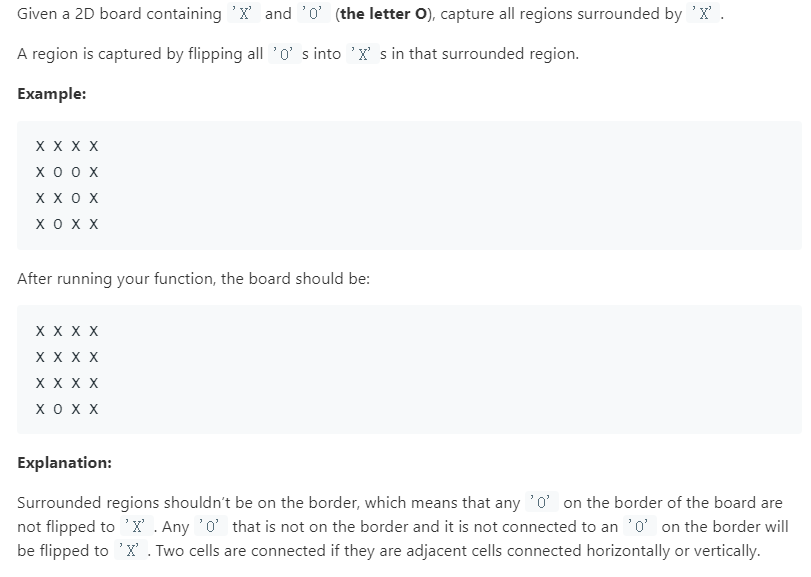 Given a 2D board containing 'X' and 'O' (the letter O), capture all regions surrounded by 'X' .
A region is captured by flipping all 'O' s into 'X' s in that surrounded region.
Example:
X X X X
X O O X
X X O X
X O X X
After running your function, the board should be:
X X X X
X X X X
X X X X
X O X X
Explanation:
Surrounded regions shouldn't be on the border, which means that any 'O' on the border of the board are
not flipped to 'X' . Any 'O' that is not on the border and it is not connected to an 'O' on the border will
be flipped to 'X' . Two cells are connected if they are adjacent cells connected horizontally or vertically.